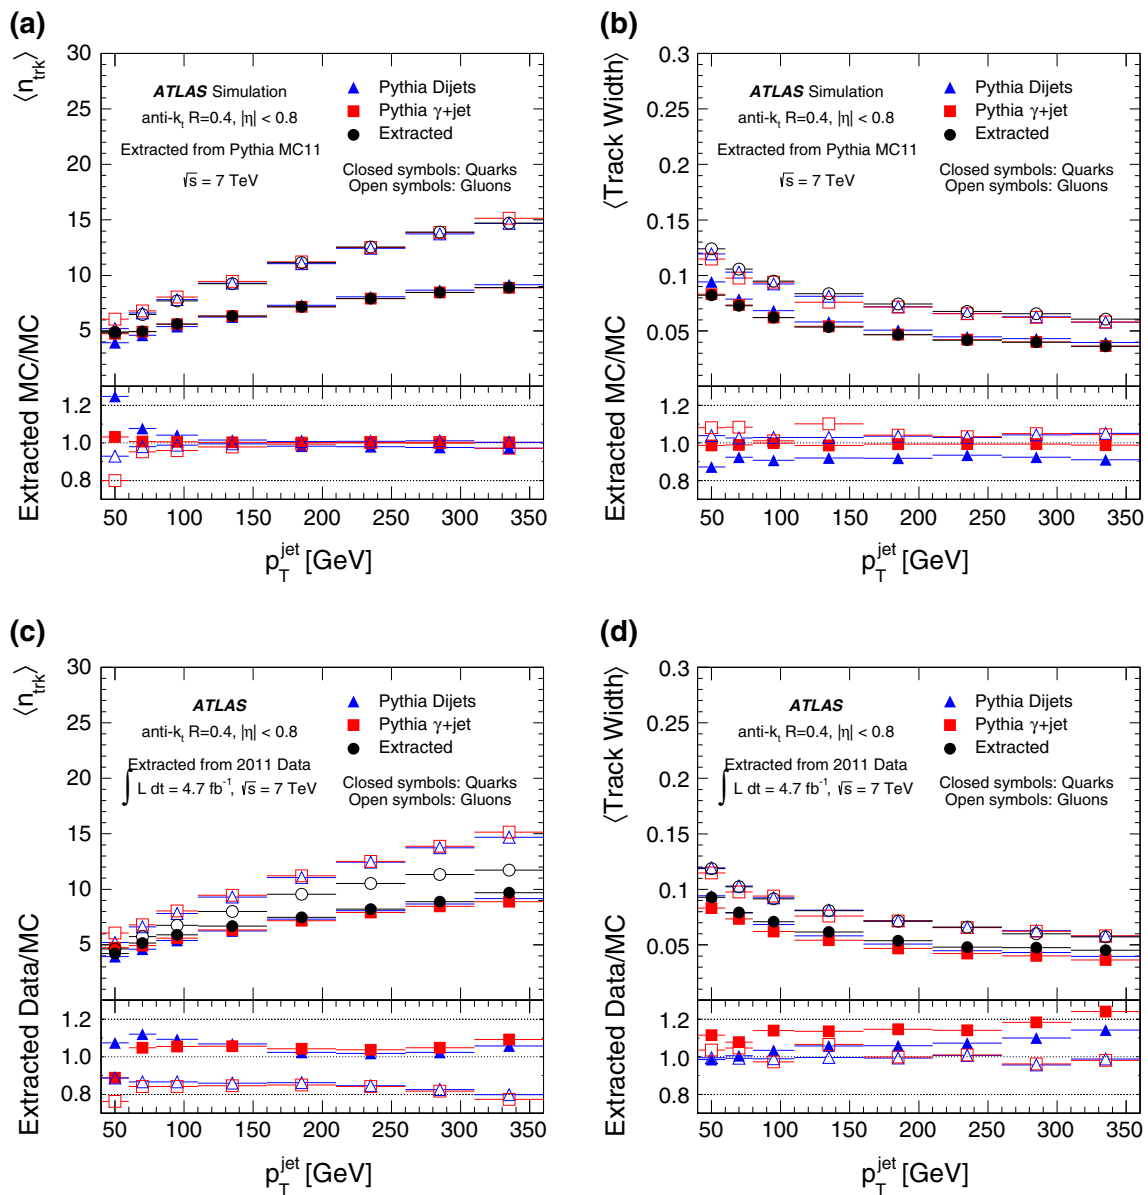 (a)
⟨n_trk⟩
30
25
20
15
10
5
ATLAS Simulation
anti-k_t R=0.4, |η| < 0.8
Extracted from Pythia MC11
√s = 7 TeV
Pythia Dijets
Pythia γ+jet
Extracted
Closed symbols: Quarks
Open symbols: Gluons
Extracted MC/MC
1.2
1.0
0.8
50 100 150 200 250 300 350
p_T^jet [GeV]
(b)
⟨Track Width⟩
0.3
0.25
0.2
0.15
0.1
0.05
ATLAS Simulation
anti-k_t R=0.4, |η| < 0.8
Extracted from Pythia MC11
√s = 7 TeV
Pythia Dijets
Pythia γ+jet
Extracted
Closed symbols: Quarks
Open symbols: Gluons
Extracted MC/MC
1.2
1.0
0.8
50 100 150 200 250 300 350
p_T^jet [GeV]
(c)
⟨n_trk⟩
30
25
20
15
10
5
ATLAS
anti-k_t R=0.4, |η| < 0.8
Extracted from 2011 Data
∫ L dt = 4.7 fb⁻¹, √s = 7 TeV
Pythia Dijets
Pythia γ+jet
Extracted
Closed symbols: Quarks
Open symbols: Gluons
Extracted Data/MC
1.2
1.0
0.8
50 100 150 200 250 300 350
p_T^jet [GeV]
(d)
⟨Track Width⟩
0.3
0.25
0.2
0.15
0.1
0.05
ATLAS
anti-k_t R=0.4, |η| < 0.8
Extracted from 2011 Data
∫ L dt = 4.7 fb⁻¹, √s = 7 TeV
Pythia Dijets
Pythia γ+jet
Extracted
Closed symbols: Quarks
Open symbols: Gluons
Extracted Data/MC
1.2
1.0
0.8
50 100 150 200 250 300 350
p_T^jet [GeV]